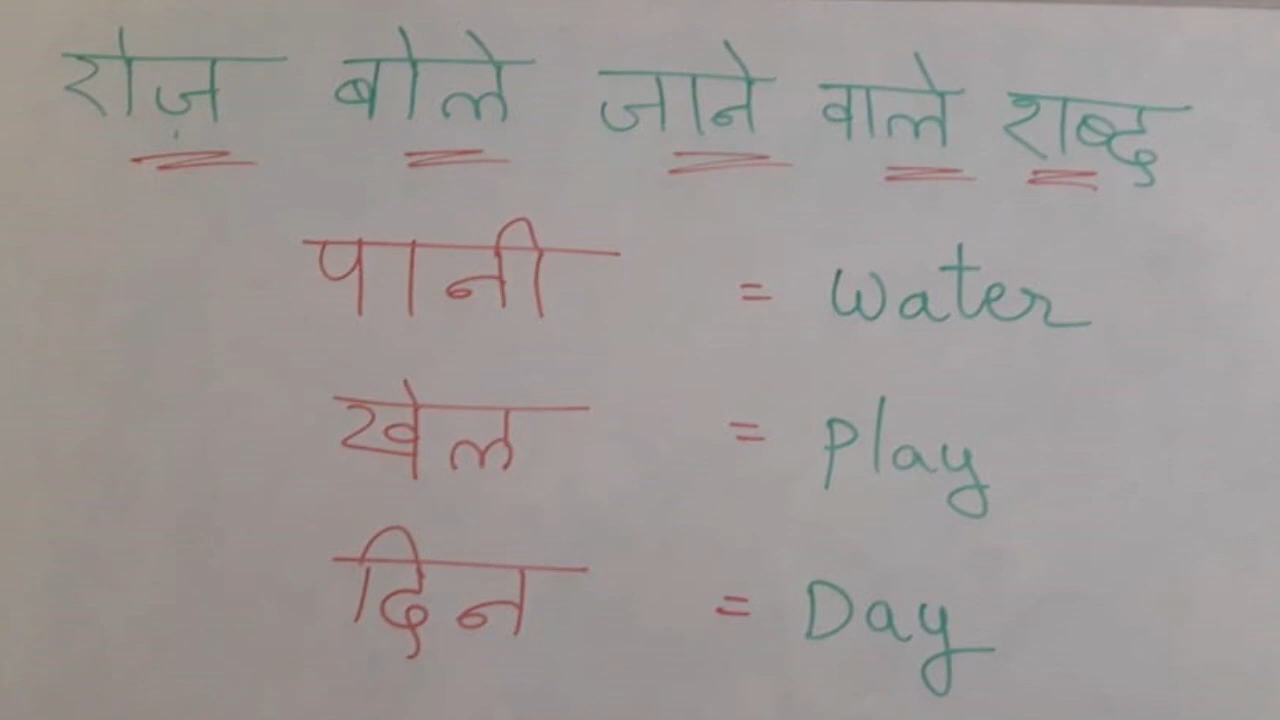 रोज़ बोले जाने वाले शब्द
पानी = Water
खेल = Play
दिन = Day